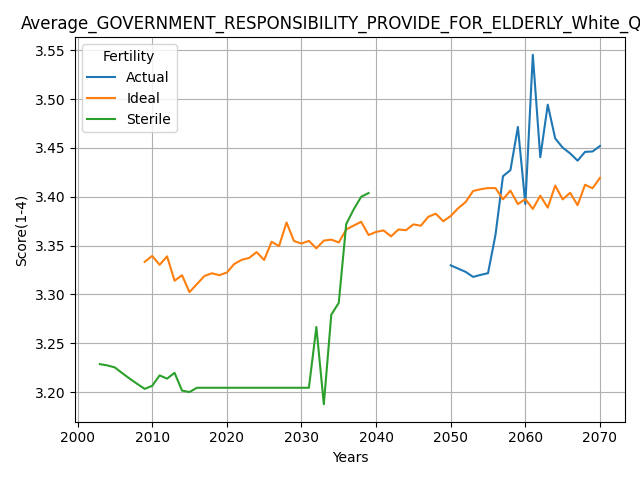 Average_GOVERNMENT_RESPONSIBILITY_PROVIDE_FOR_ELDERLY_White_Q
Fertility
Actual
Ideal
Sterile
Score(1-4)
3.55
3.50
3.45
3.40
3.35
3.30
3.25
3.20
2000 2010 2020 2030 2040 2050 2060 2070
Years